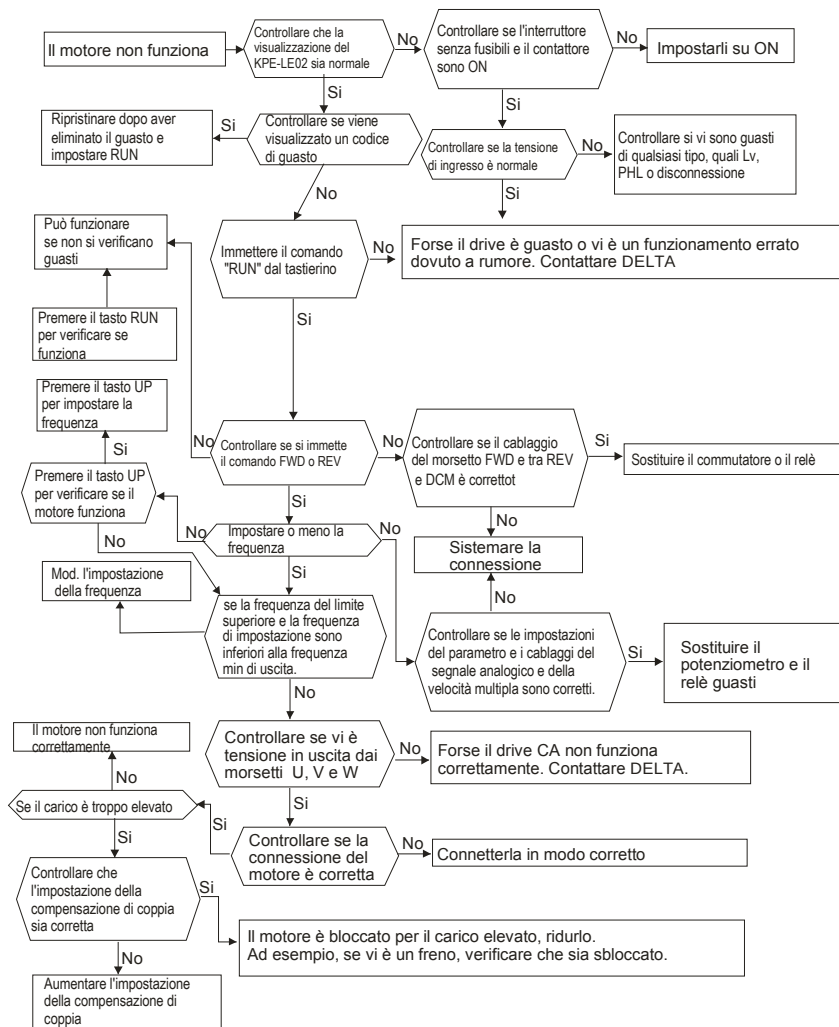 Il motore non funziona
Controllare che la
visualizzazione del
KPE-LE02 sia normale
No
Controllare se l'interruttore
senza fusibili e il contattore
sono ON
No
Impostarli su ON
Si
Si
Ripristinare dopo aver
eliminato il guasto e
impostare RUN
Si
Controllare se viene
visualizzato un codice
di guasto
Controllare se la tensione
di ingresso è normale
No
Controllare si vi sono guasti
di qualsiasi tipo, quali Lv,
PHL o disconnessione
No
Si
Può funzionare
se non si verificano
guasti
Immettere il comando
"RUN" dal tastierino
No
Forse il drive è guasto o vi è un funzionamento errato
dovuto a rumore. Contattare DELTA
Si
Premere il tasto RUN
per verificare se
funziona
Premere il tasto UP
per impostare la
frequenza
Si
No
Controllare se si immette
il comando FWD o REV
No
Controllare se il cablaggio
del morsetto FWD e tra REV
e DCM è correttot
Si
Sostituire il commutatore o il relè
Premere il tasto UP
per verificare se il
motore funziona
Si
No
No
Impostare o meno la
frequenza
No
No
Sistemare la
connessione
Mod. l'impostazione
della frequenza
Si
No
se la frequenza del limite
superiore e la frequenza
di impostazione sono
inferiori alla frequenza
min di uscita.
Controllare se le impostazioni
del parametro e i cablaggi del
segnale analogico e della
velocità multipla sono corretti.
Si
Sostituire il
potenziometro e il
relè guasti
No
Il motore non funziona
correttamente
Controllare se vi è
tensione in uscita dai
morsetti U, V e W
No
Forse il drive CA non funziona
correttamente. Contattare DELTA.
No
Si
Se il carico è troppo elevato
Si
Controllare se la
connessione del
motore è corretta
No
Connetterla in modo corretto
Si
Controllare che
l'impostazione della
compensazione di coppia
sia corretta
Si
Il motore è bloccato per il carico elevato, ridurlo.
Ad esempio, se vi è un freno, verificare che sia sbloccato.
No
Aumentare l'impostazione
della compensazione di
coppia